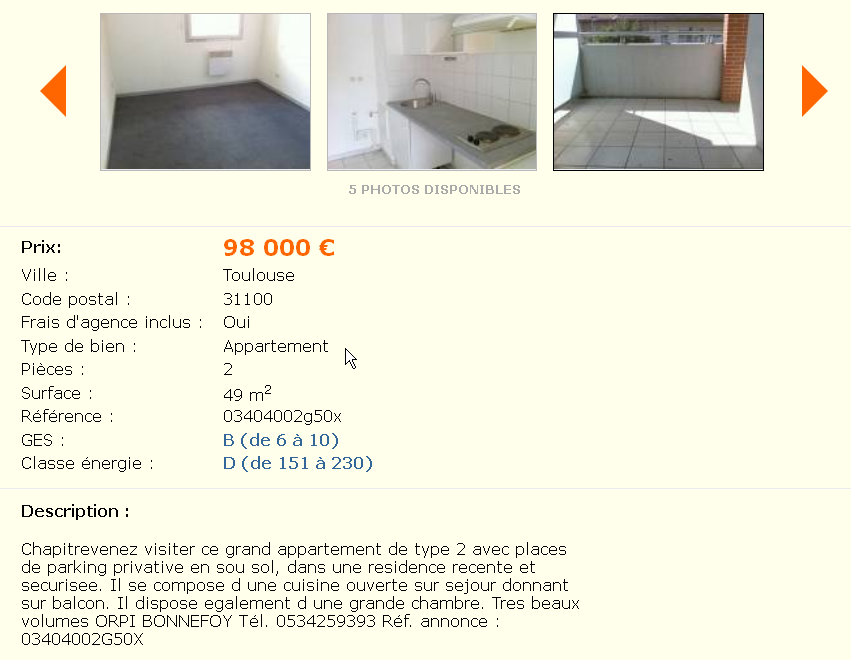 5 PHOTOS DISPONIBLES
Prix: 98 000 €
Ville : Toulouse
Code postal : 31100
Frais d'agence inclus : Oui
Type de bien : Appartement
Pièces : 2
Surface : 49 m²
Référence : 03404002g50x
GES : B (de 6 à 10)
Classe énergie : D (de 151 à 230)
Description :
Chapitrevenez visiter ce grand appartement de type 2 avec places
de parking privative en sou sol, dans une residence recente et
securisee. Il se compose d une cuisine ouverte sur sejour donnant
sur balcon. Il dispose egalement d une grande chambre. Tres beaux
volumes ORPI BONNEFOY Tél. 0534259393 Réf. annonce :
03404002G50X